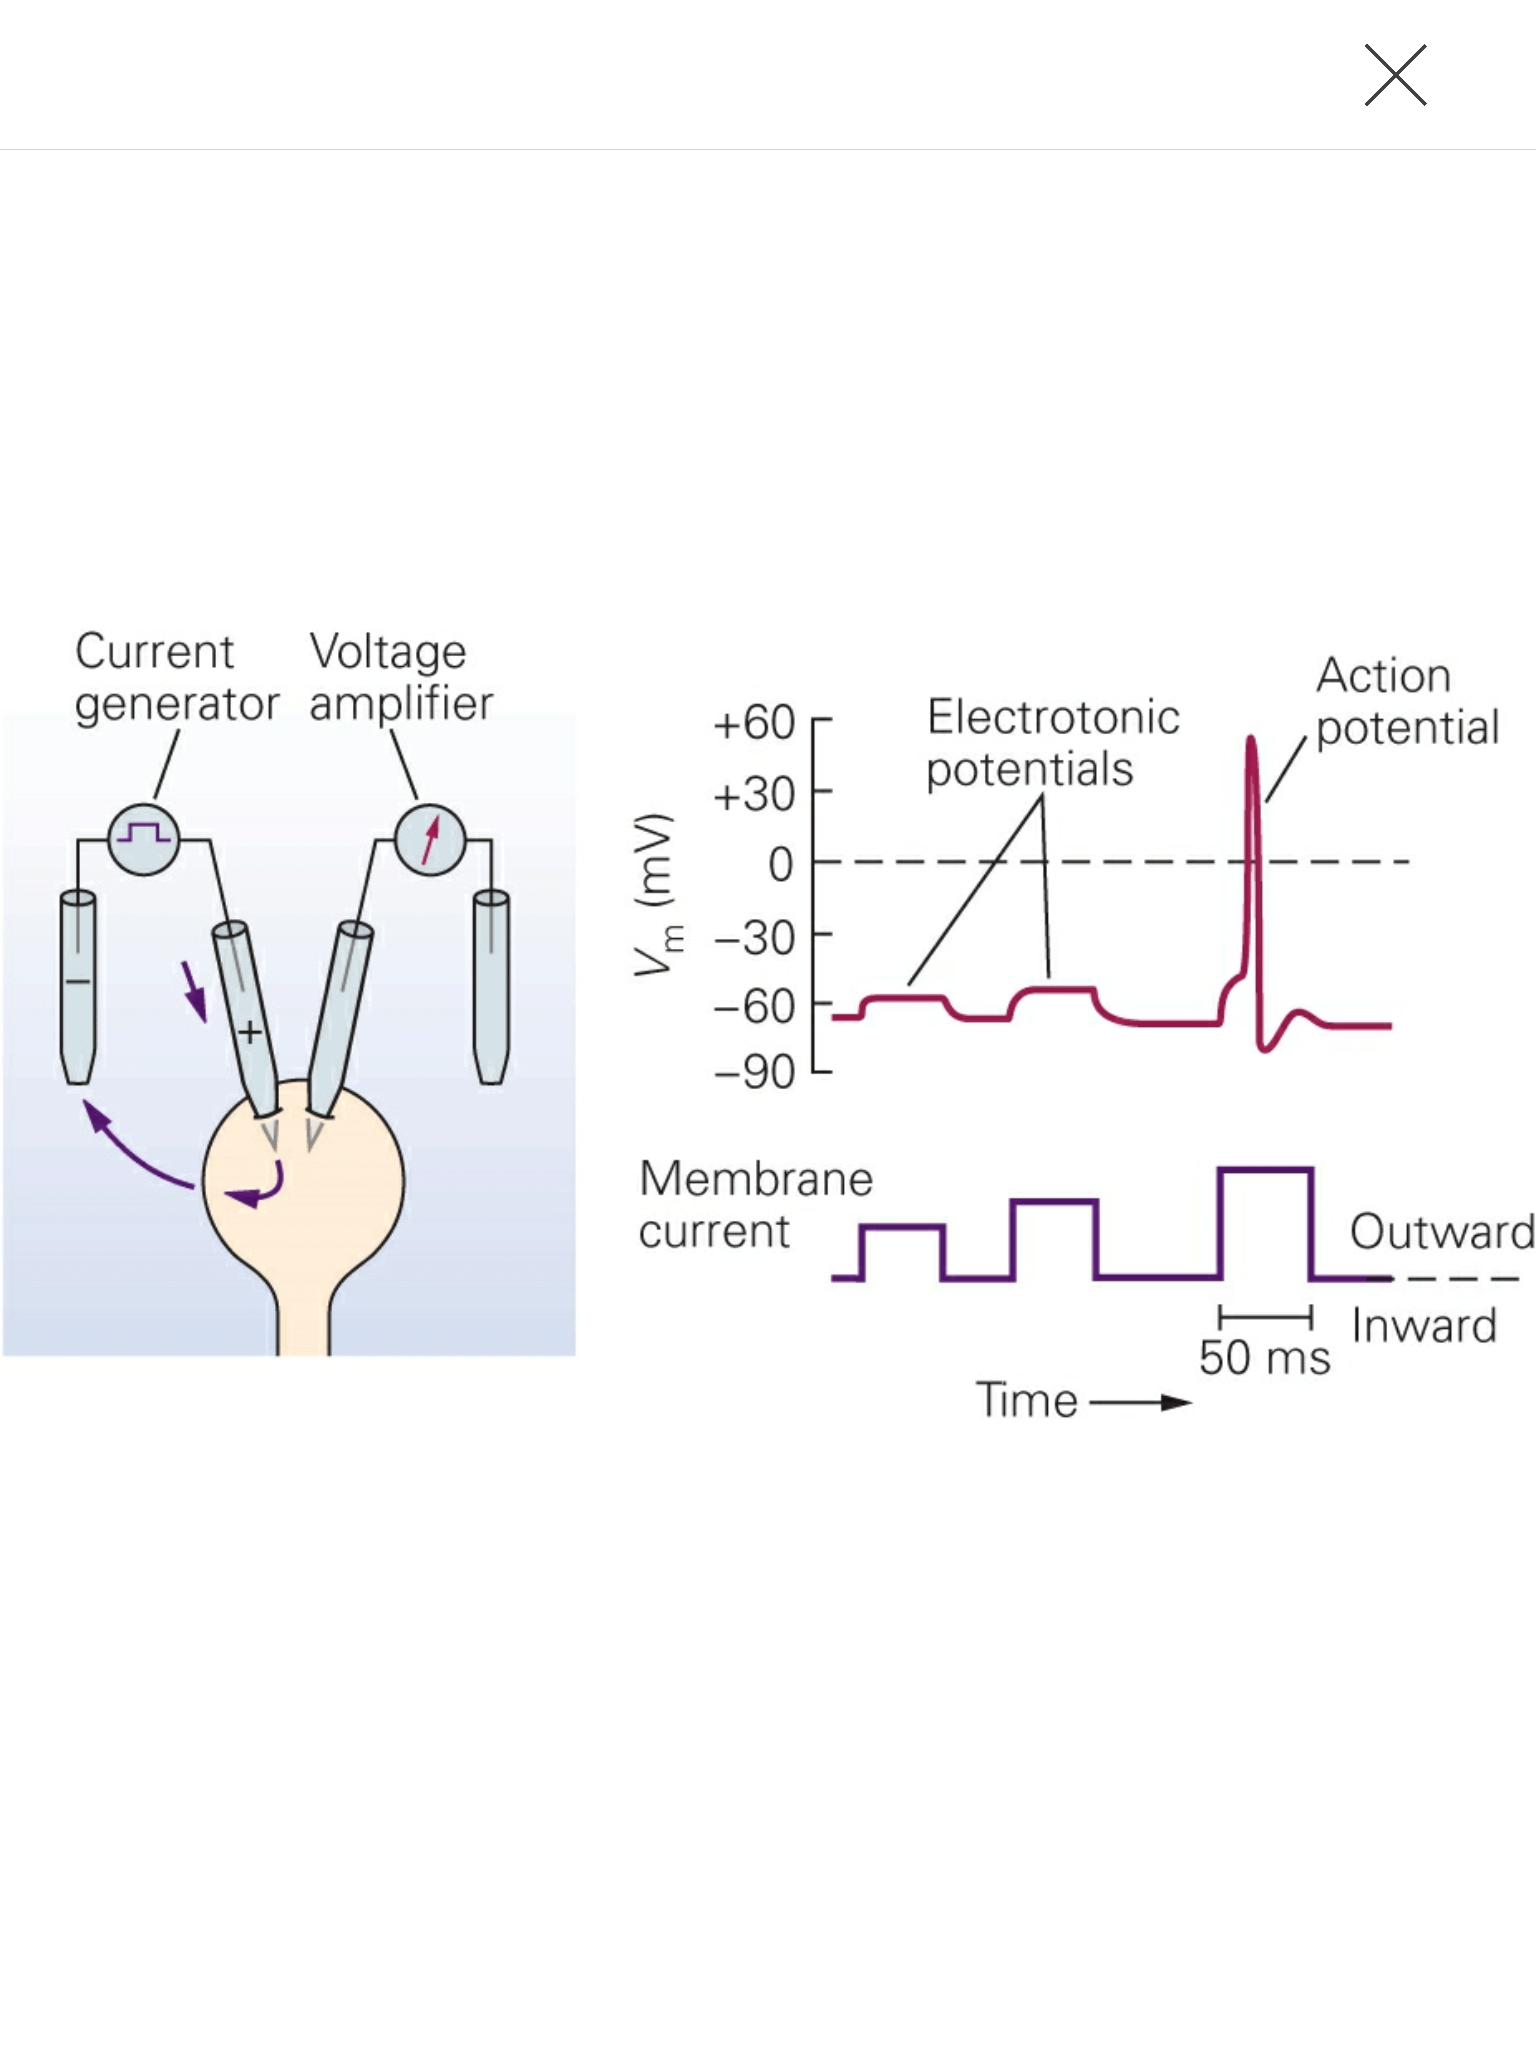 Current
generator
Voltage
amplifier
−
+
Vm (mV)
+60
+30
0
−30
−60
−90
Electrotonic
potentials
Action
potential
Membrane
current
Outward
Inward
50 ms
Time